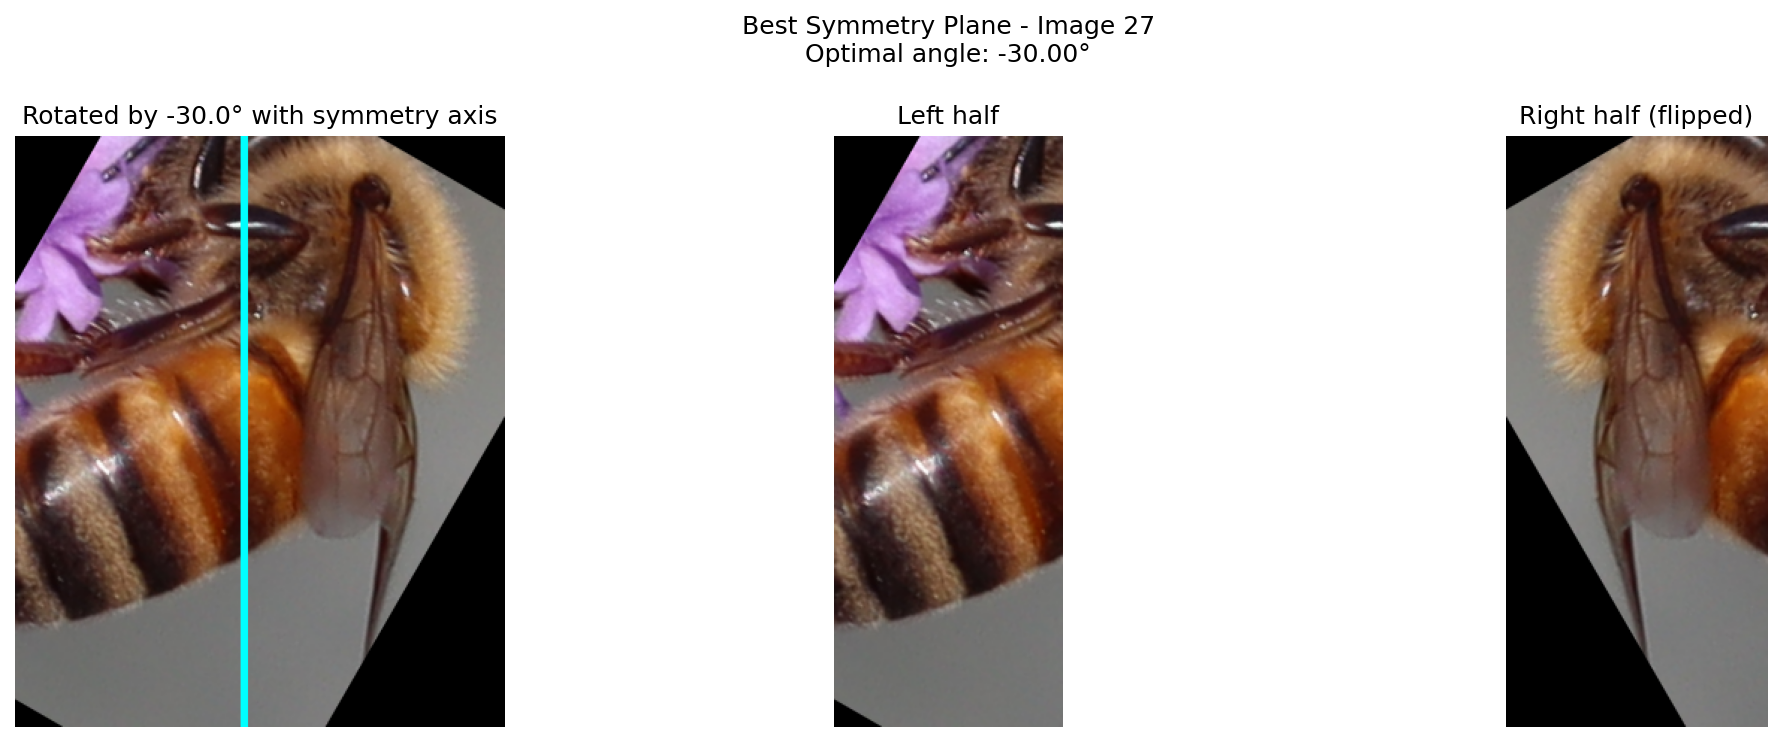 Best Symmetry Plane - Image 27
Optimal angle: -30.00°
Rotated by -30.0° with symmetry axis
Left half
Right half (flipped)